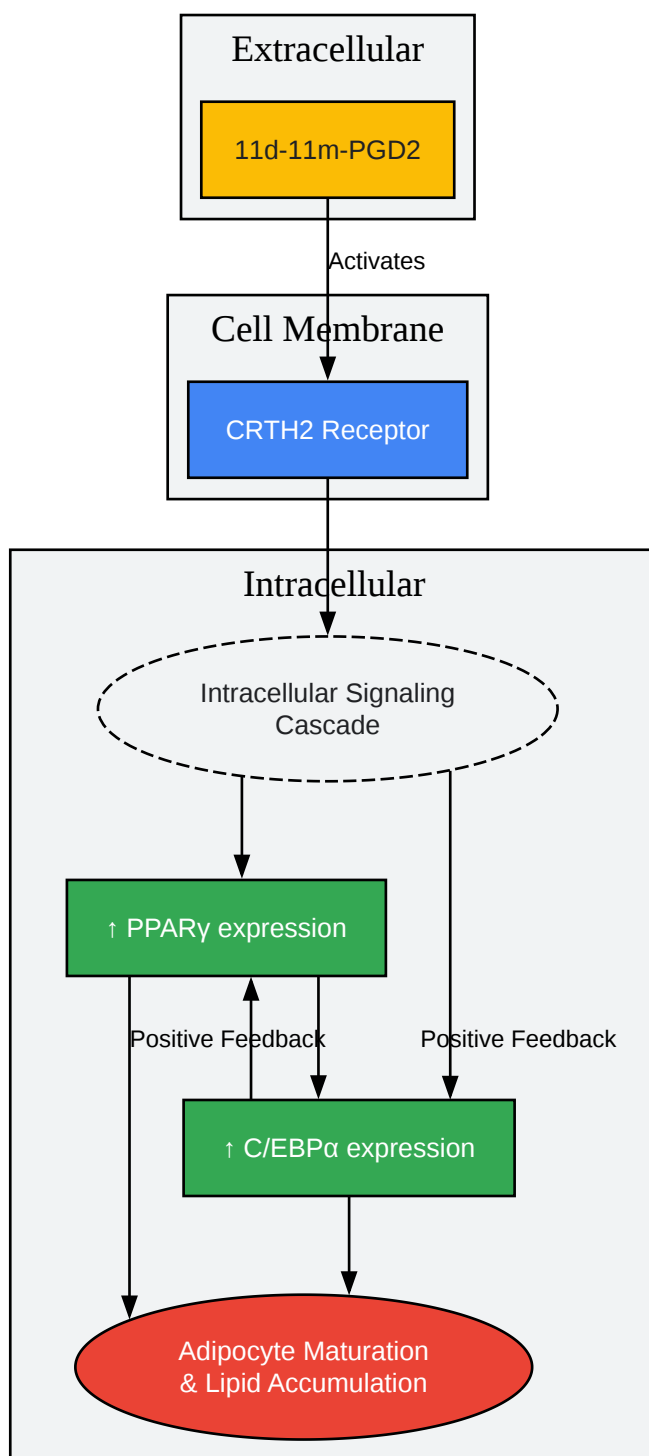 Extracellular
11d-11m-PGD2
Activates
Cell Membrane
CRTH2 Receptor
Intracellular
Intracellular Signaling
Cascade
↑ PPARγ expression
Positive Feedback
Positive Feedback
↑ C/EBPα expression
Adipocyte Maturation
& Lipid Accumulation